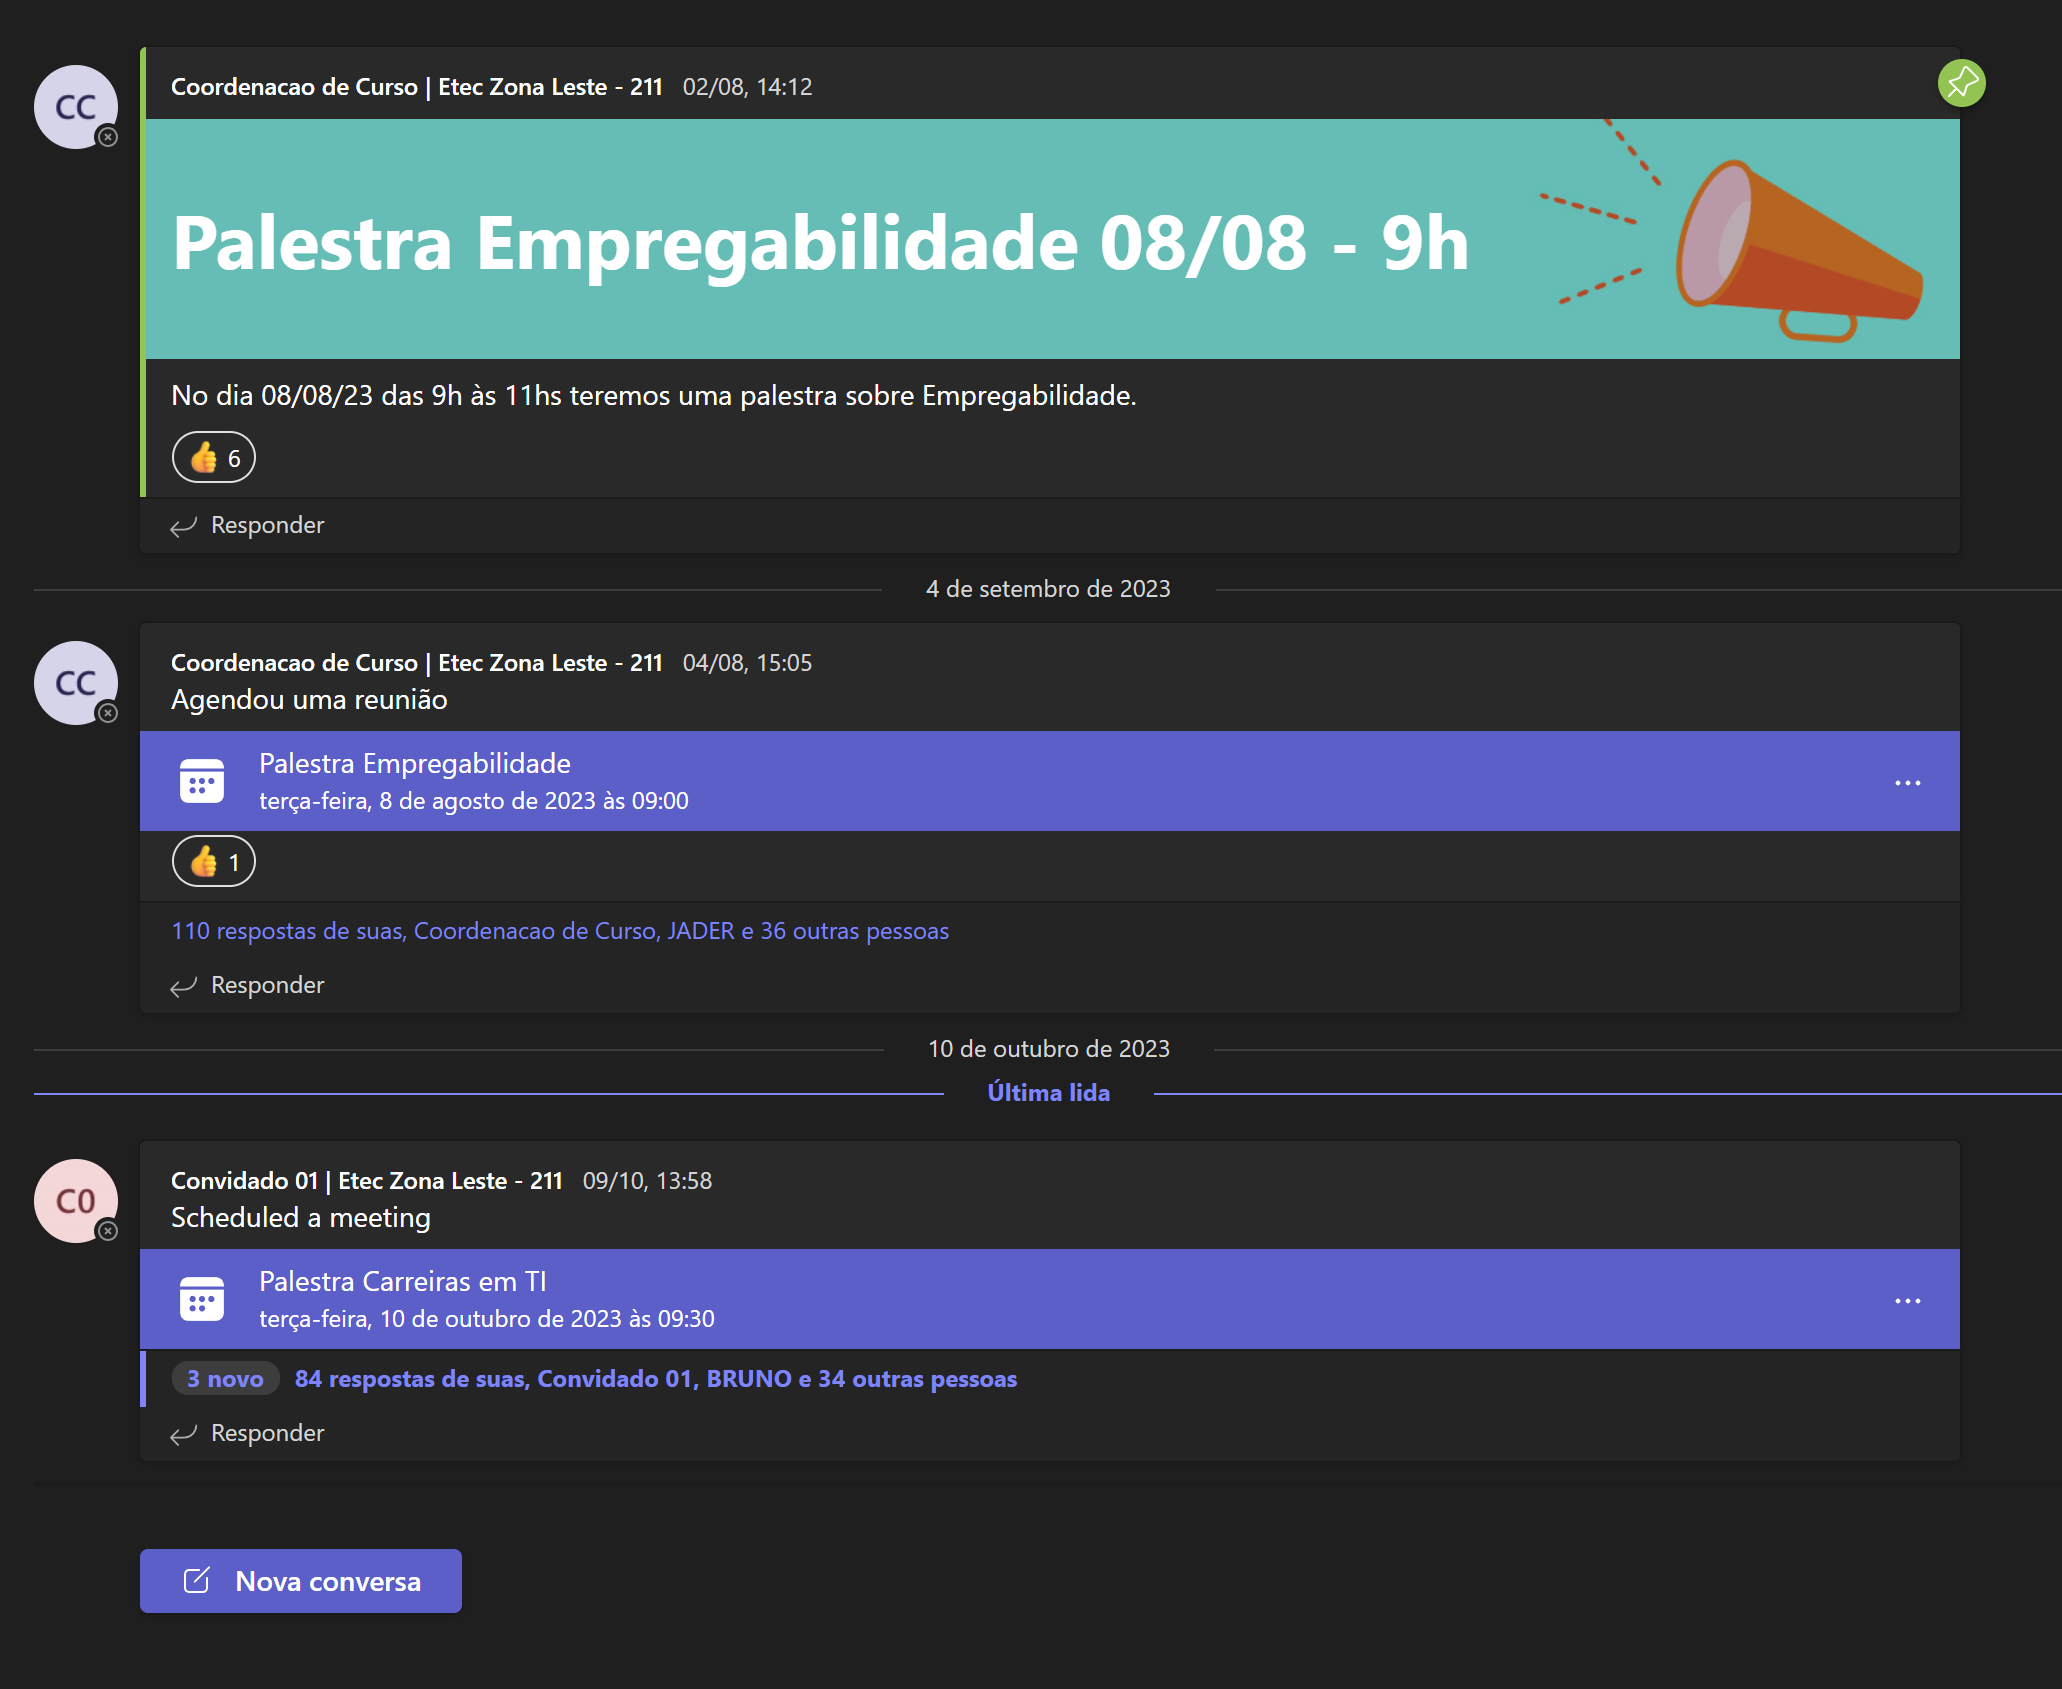 CC
Coordenacao de Curso | Etec Zona Leste - 211 02/08, 14:12
Palestra Empregabilidade 08/08 - 9h
No dia 08/08/23 das 9h às 11hs teremos uma palestra sobre Empregabilidade.
👍 6
Responder
4 de setembro de 2023
CC
Coordenacao de Curso | Etec Zona Leste - 211 04/08, 15:05
Agendou uma reunião
Palestra Empregabilidade
terça-feira, 8 de agosto de 2023 às 09:00
👍 1
110 respostas de suas, Coordenacao de Curso, JADER e 36 outras pessoas
Responder
10 de outubro de 2023
Última lida
C0
Convidado 01 | Etec Zona Leste - 211 09/10, 13:58
Scheduled a meeting
Palestra Carreiras em TI
terça-feira, 10 de outubro de 2023 às 09:30
3 novo 84 respostas de suas, Convidado 01, BRUNO e 34 outras pessoas
Responder
Nova conversa